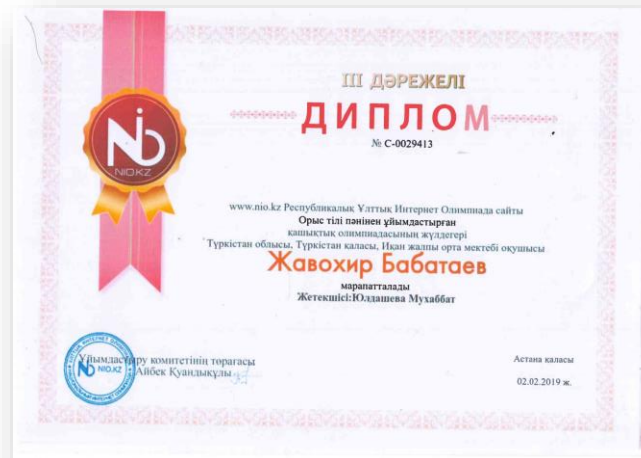 III ДӘРЕЖЕЛІ
ДИПЛОМ
№ C-0029413
NIO.KZ
www.nio.kz Республикалық Ұлттық Интернет Олимпиада сайты
Орыс тілі пәнінен ұйымдастырған
қашықтық олимпиадасының жүлдегері
Түркістан облысы, Түркістан қаласы, Иқан жалпы орта мектебі оқушысы
Жавохир Бабатаев
марапатталады
Жетекшісі:Юлдашева Мухаббат
Ұйымдастыру комитетінің төрағасы
Айбек Қуандықұлы
NIO.KZ
Астана қаласы
02.02.2019 ж.